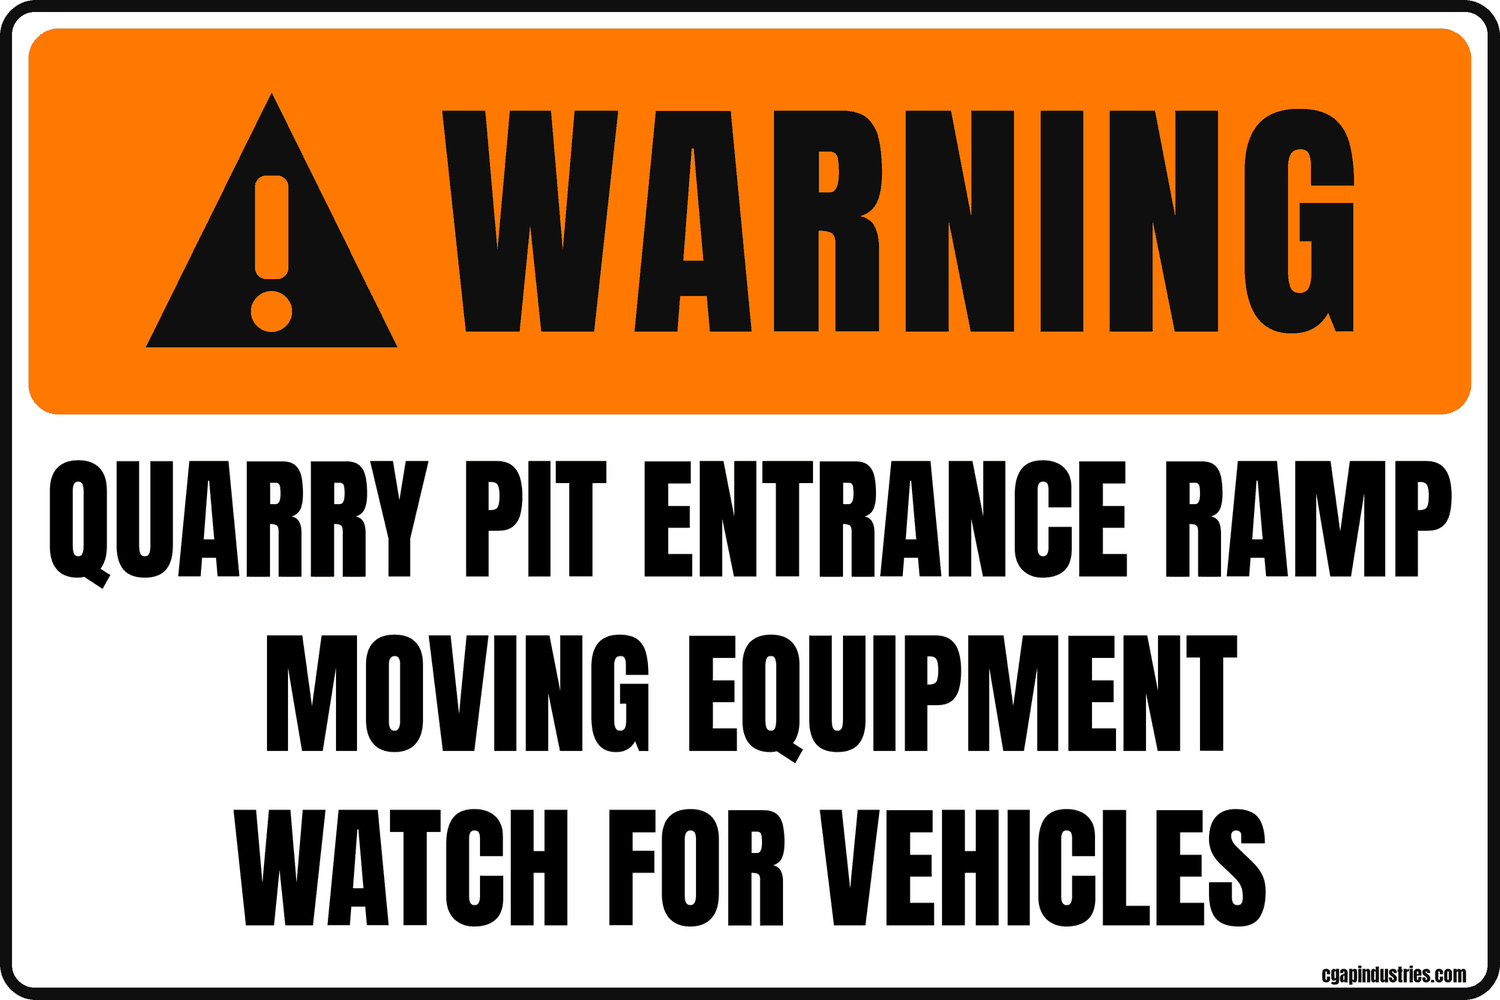 WARNING
QUARRY PIT ENTRANCE RAMP
MOVING EQUIPMENT
WATCH FOR VEHICLES
cgapindustries.com